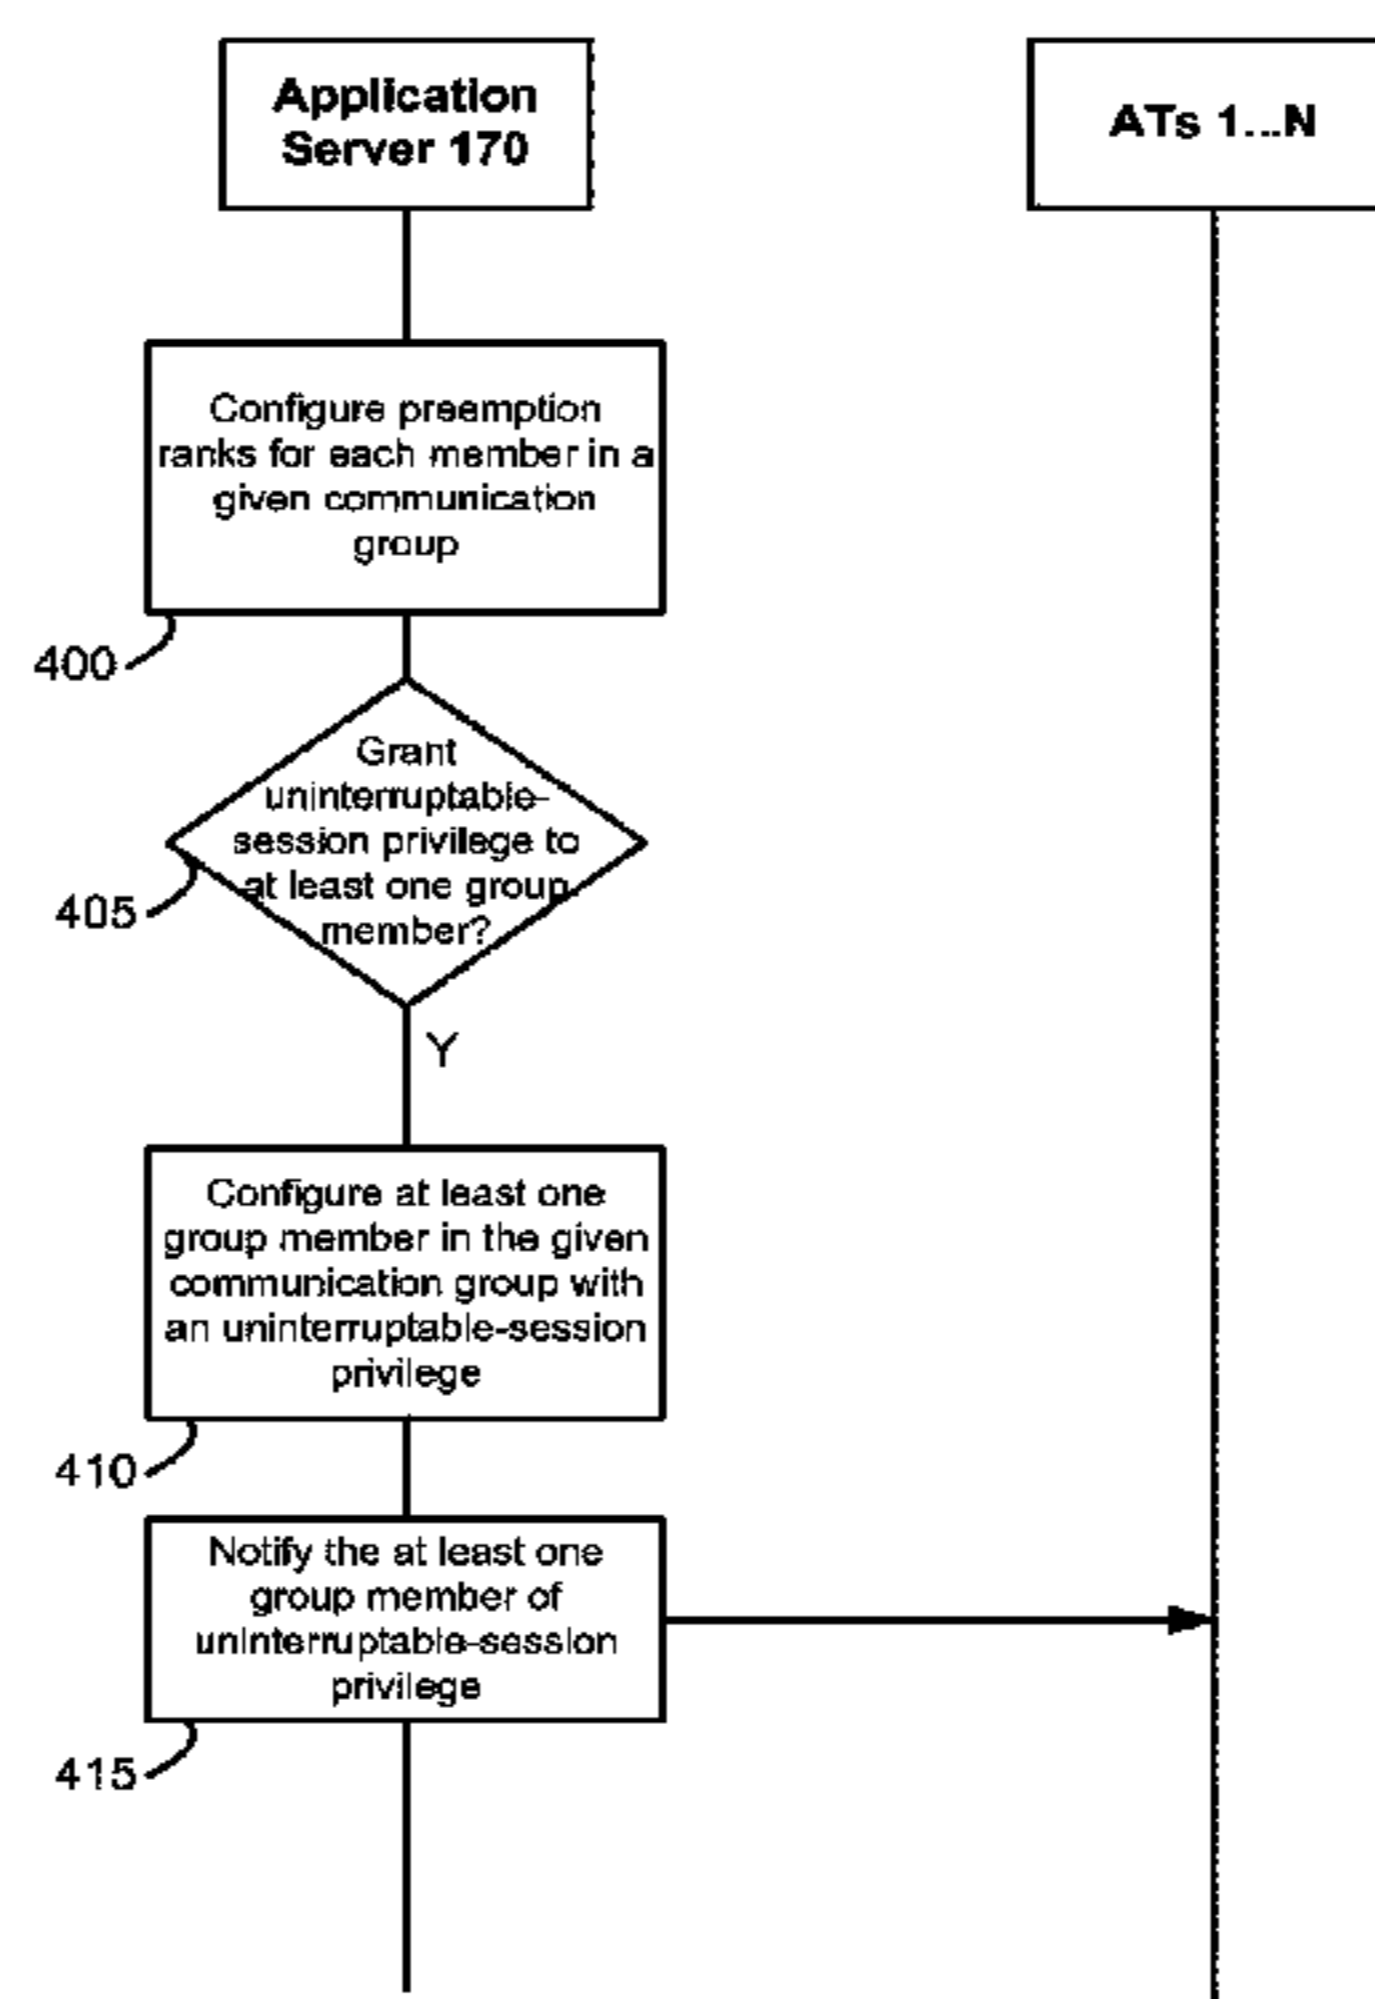 Application
Server 170
ATs 1...N
Configure preemption
ranks for each member in a
given communication
group
400
Grant
uninterruptable-
session privilege to
at least one group
member?
405
Y
Configure at least one
group member in the given
communication group with
an uninterruptable-session
privilege
410
Notify the at least one
group member of
uninterruptable-session
privilege
415